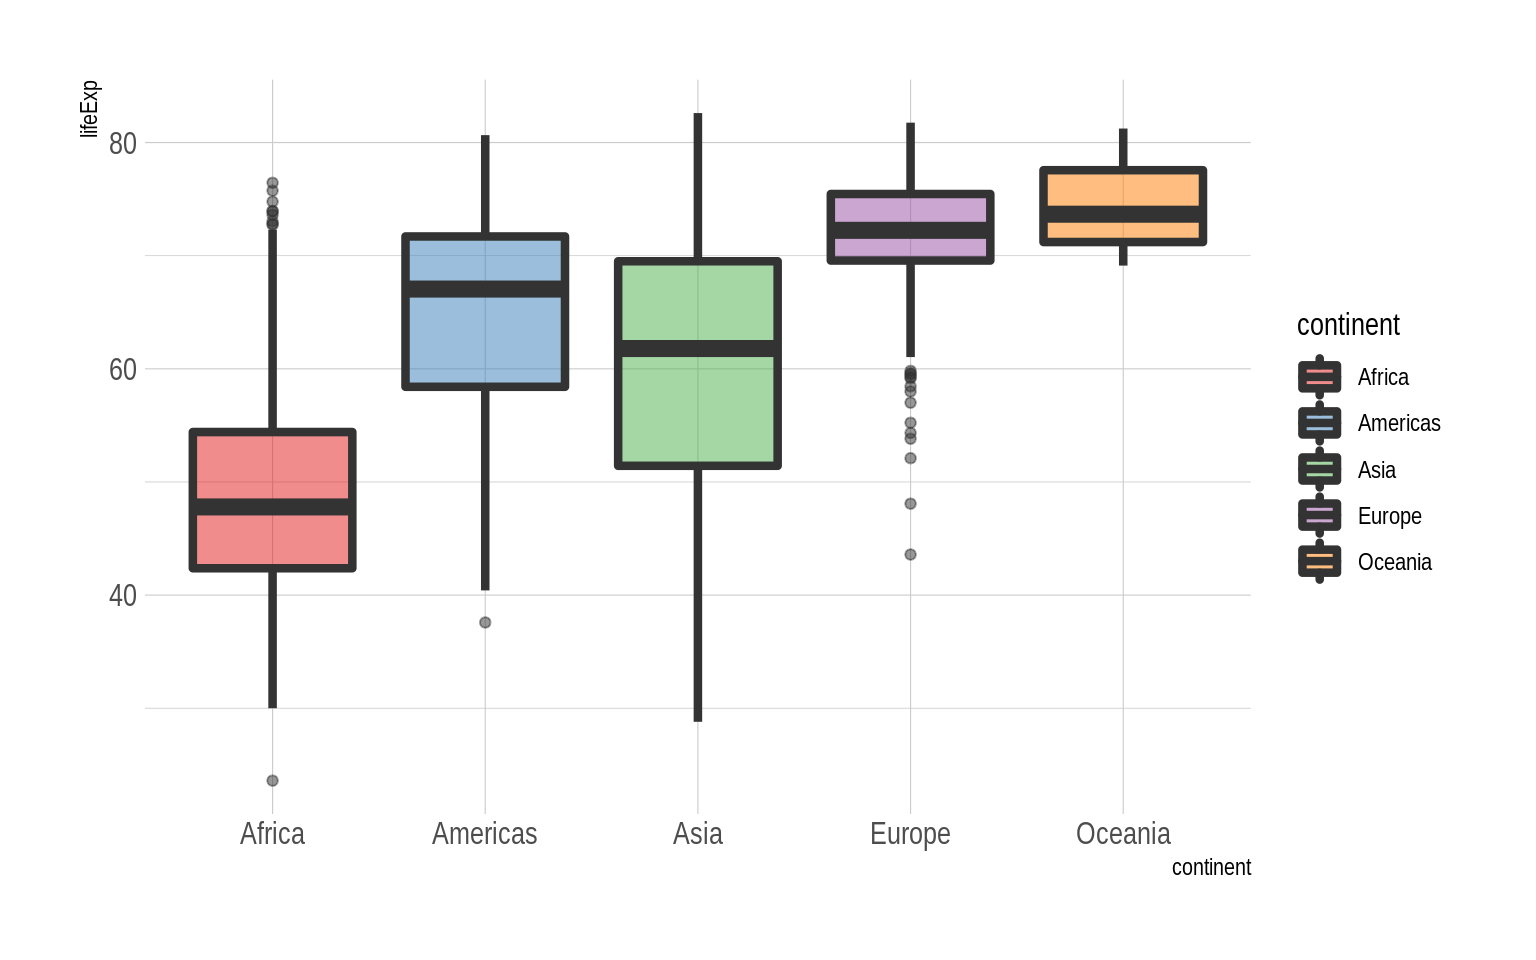 lifeExp
80
60
40
Africa
Americas
Asia
Europe
Oceania
continent
continent
Africa
Americas
Asia
Europe
Oceania